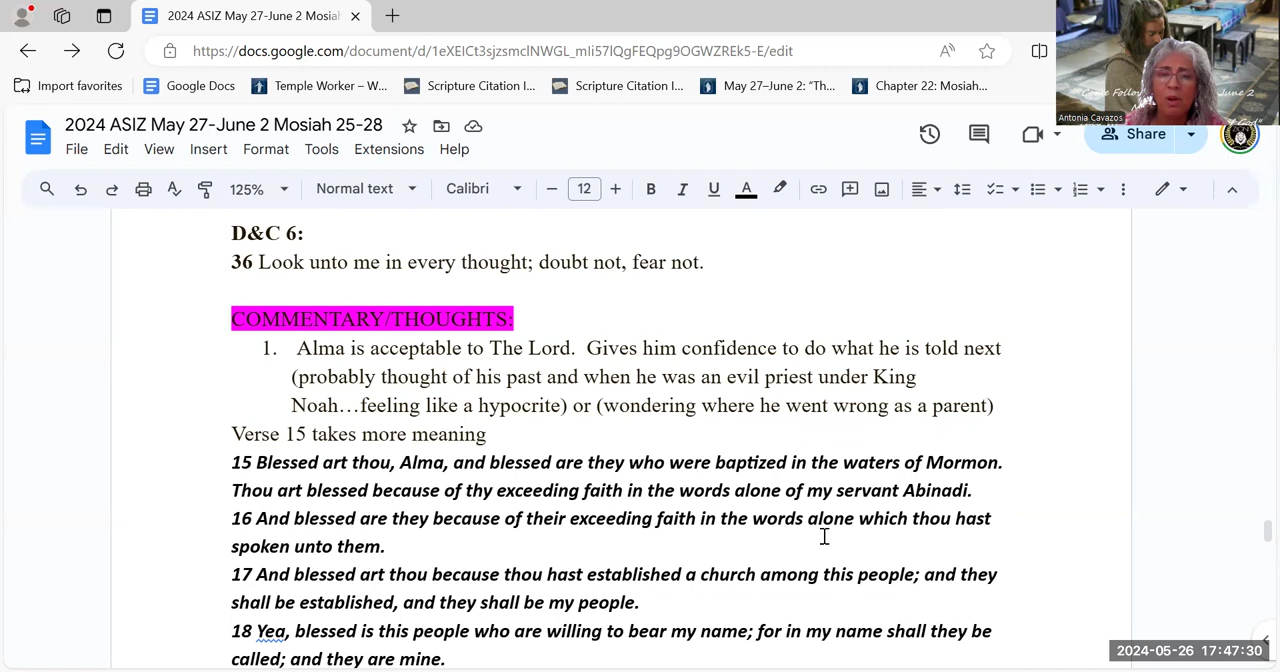 2024 ASIZ May 27-June 2 Mosiah
https://docs.google.com/document/d/1eXEICt3sjzsmclNWGL_mIi57lQgFEQpg9OGWZREk5-E/edit
Import favorites Google Docs Temple Worker – W... Scripture Citation I... Scripture Citation I... May 27–June 2: “Th... Chapter 22: Mosiah...
June 2
Antonia Cavazos
2024 ASIZ May 27-June 2 Mosiah 25-28
Share
File Edit View Insert Format Tools Extensions Help
125% Normal text Calibri 12 B I U A
D&C 6:
36 Look unto me in every thought; doubt not, fear not.
COMMENTARY/THOUGHTS:
1. Alma is acceptable to The Lord. Gives him confidence to do what he is told next
(probably thought of his past and when he was an evil priest under King
Noah…feeling like a hypocrite) or (wondering where he went wrong as a parent)
Verse 15 takes more meaning
15 Blessed art thou, Alma, and blessed are they who were baptized in the waters of Mormon.
Thou art blessed because of thy exceeding faith in the words alone of my servant Abinadi.
16 And blessed are they because of their exceeding faith in the words alone which thou hast
spoken unto them.
17 And blessed art thou because thou hast established a church among this people; and they
shall be established, and they shall be my people.
18 Yea, blessed is this people who are willing to bear my name; for in my name shall they be
called; and they are mine.
2024-05-26 17:47:30